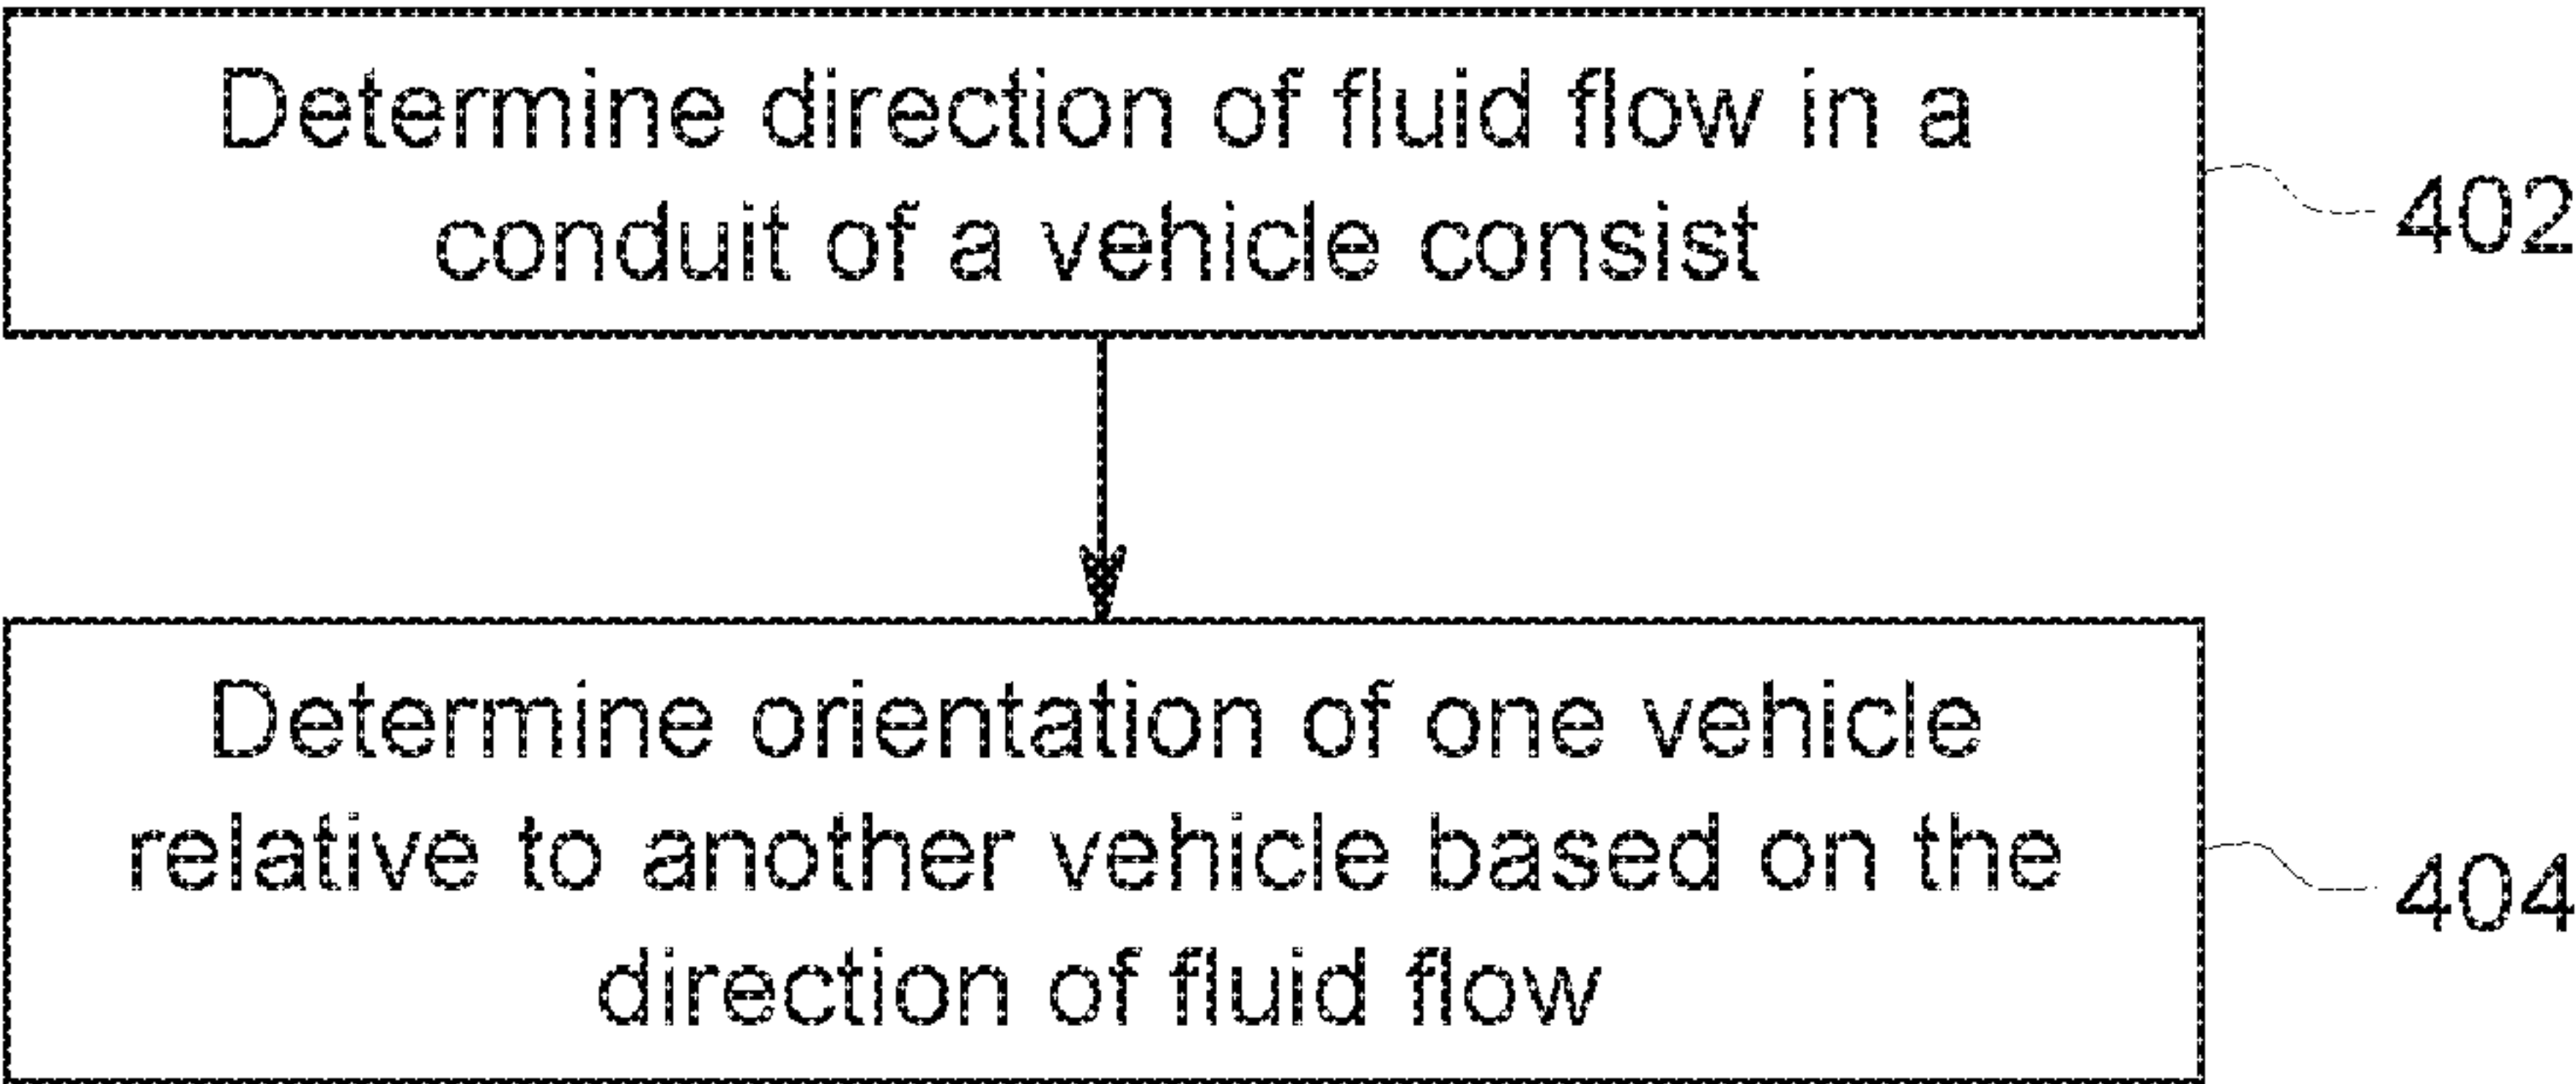 Determine direction of fluid flow in a
conduit of a vehicle consist
402
Determine orientation of one vehicle
relative to another vehicle based on the
direction of fluid flow
404